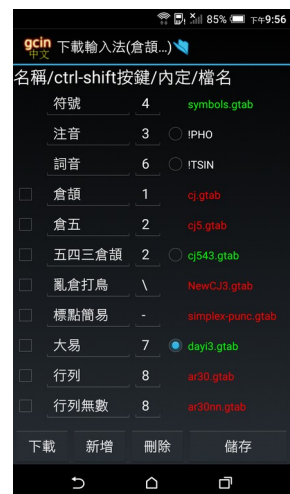 85% 下午9:56
gcin 中文 下載輸入法(倉頡...)
名稱/ctrl-shift按鍵/內定/檔名
符號 4 symbols.gtab
注音 3 !PHO
詞音 6 !TSIN
倉頡 1 cj.gtab
倉五 2 cj5.gtab
五四三倉頡 2 cj543.gtab
亂倉打鳥 \ NewCJ3.gtab
標點簡易 - simplex-punc.gtab
大易 7 dayi3.gtab
行列 8 ar30.gtab
行列無數 8 ar30nn.gtab
下載 新增 刪除 儲存